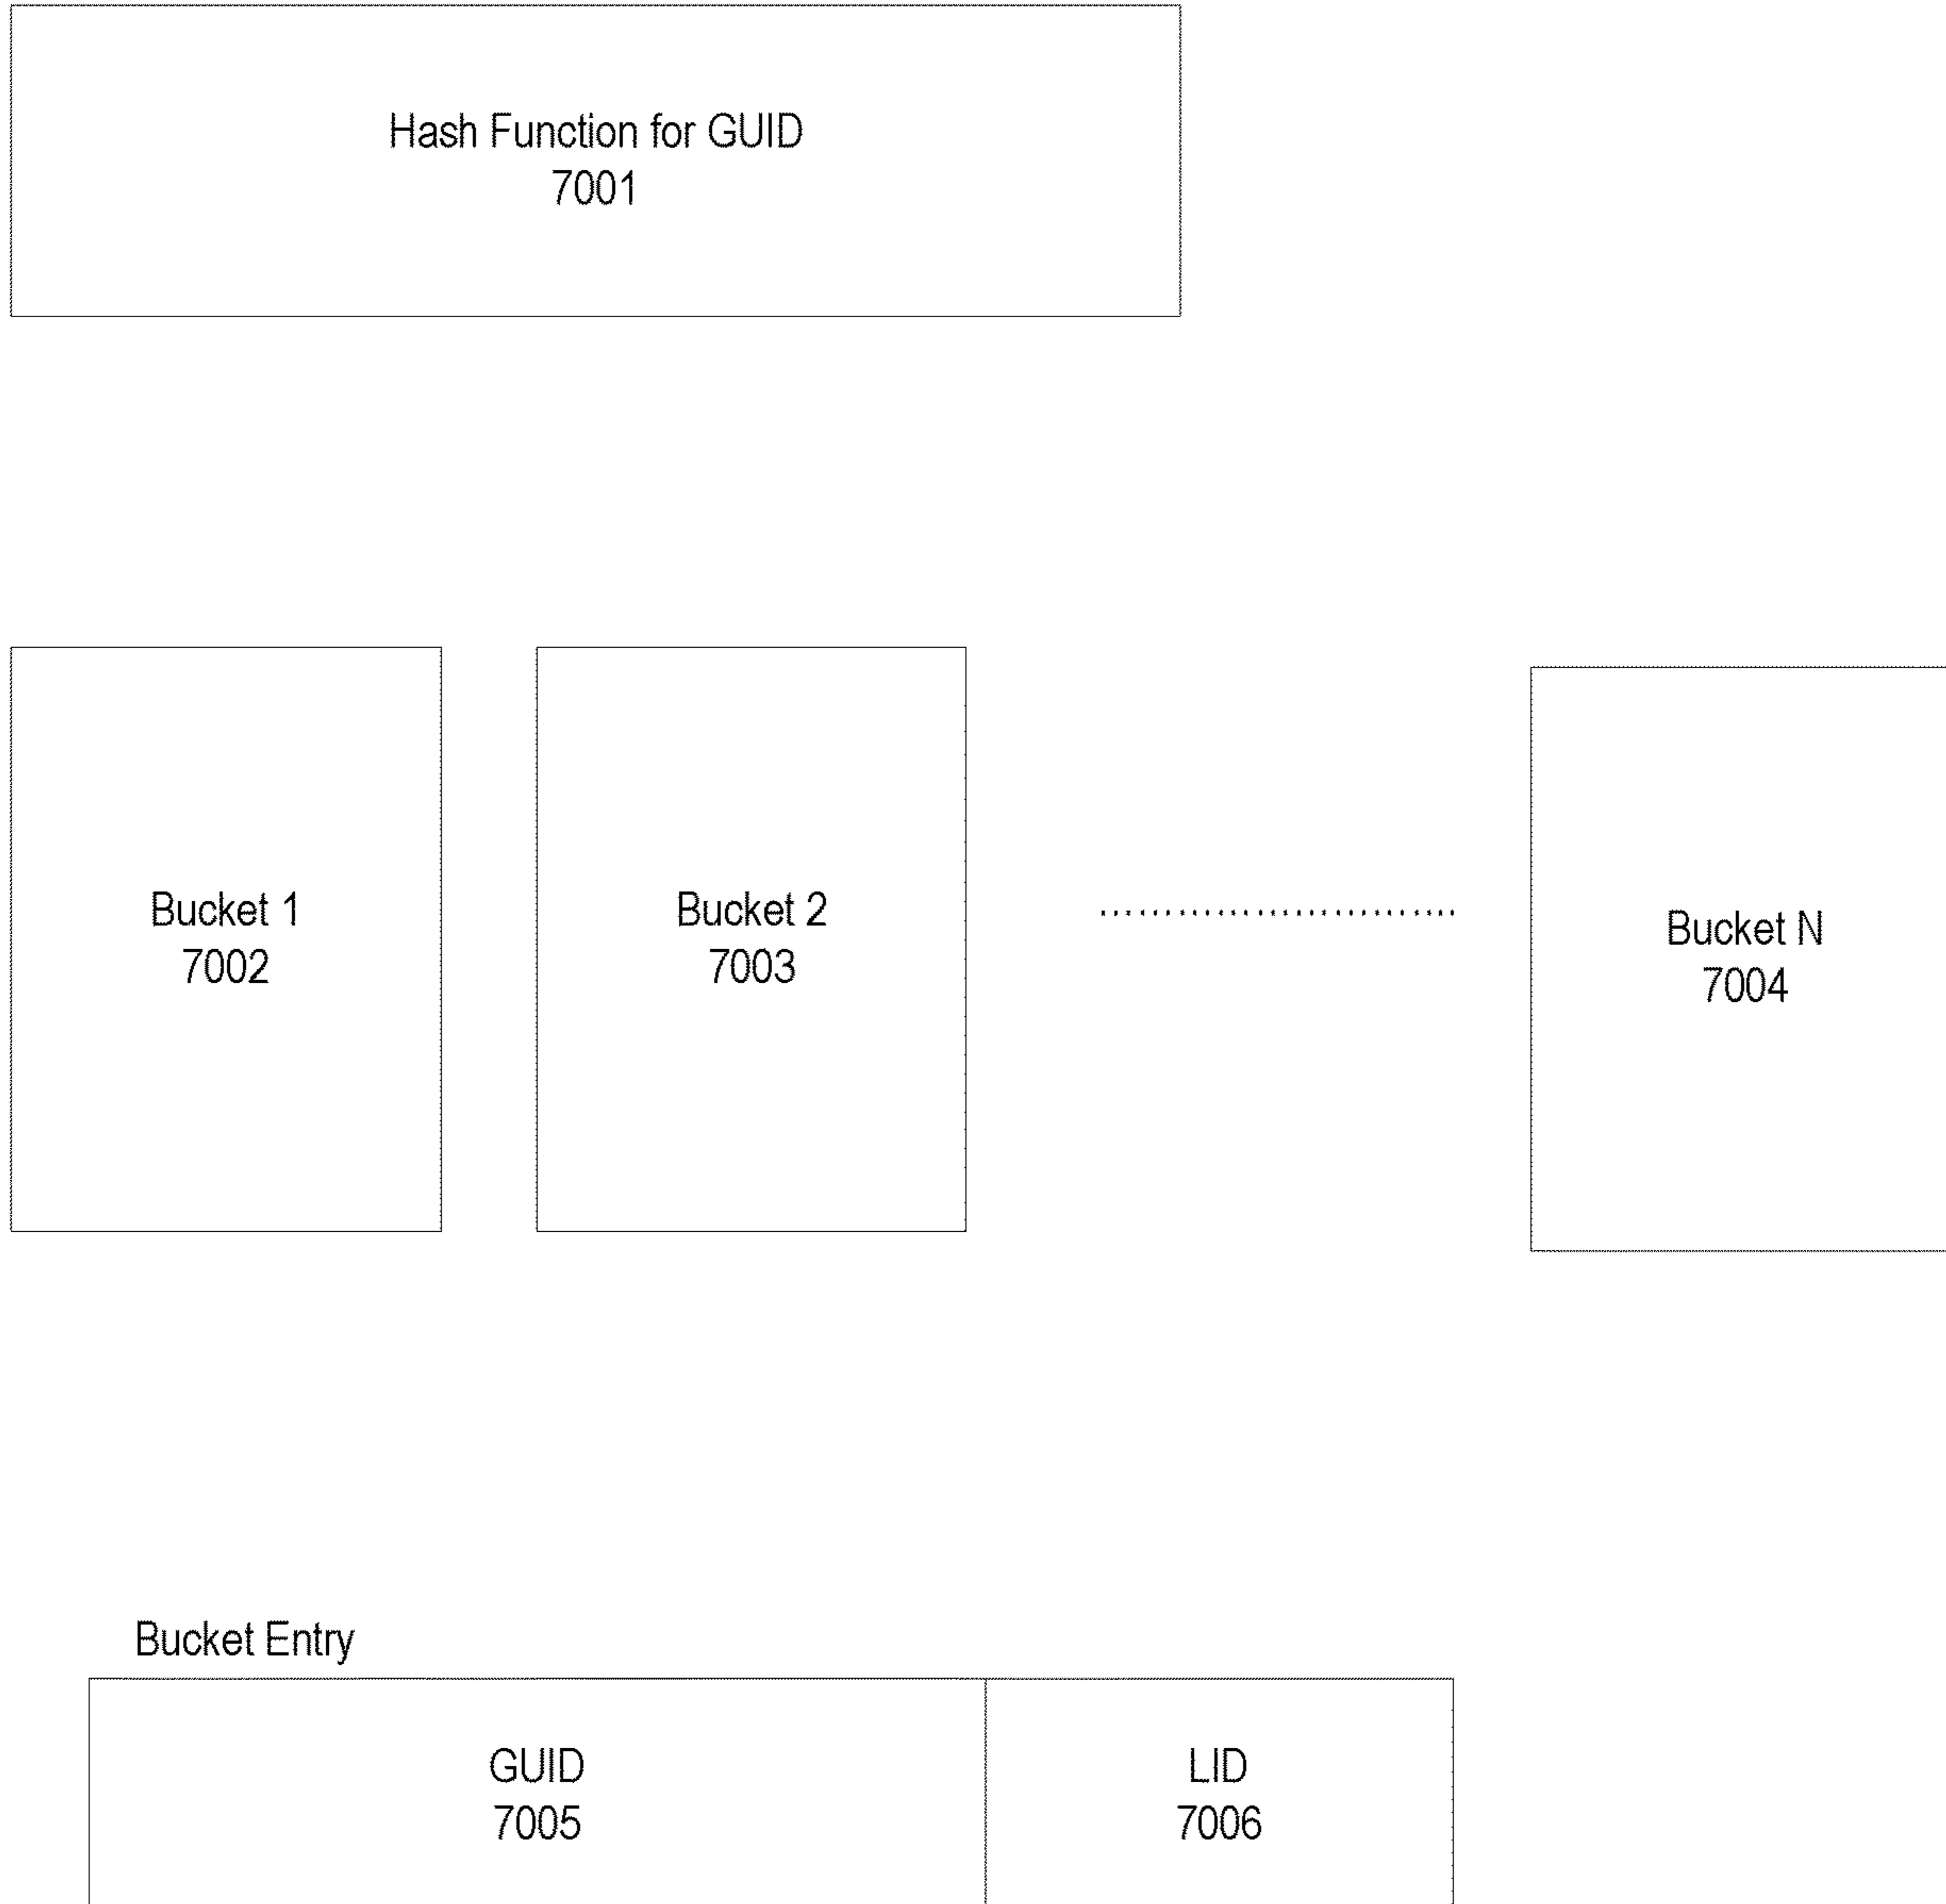 Hash Function for GUID
7001
Bucket 1
7002
Bucket 2
7003
Bucket N
7004
Bucket Entry
GUID
7005
LID
7006